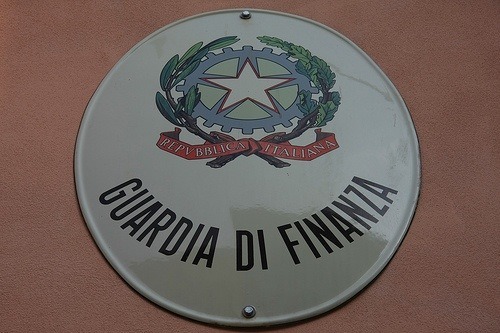 REPVBBLICA ITALIANA
GUARDIA DI FINANZA